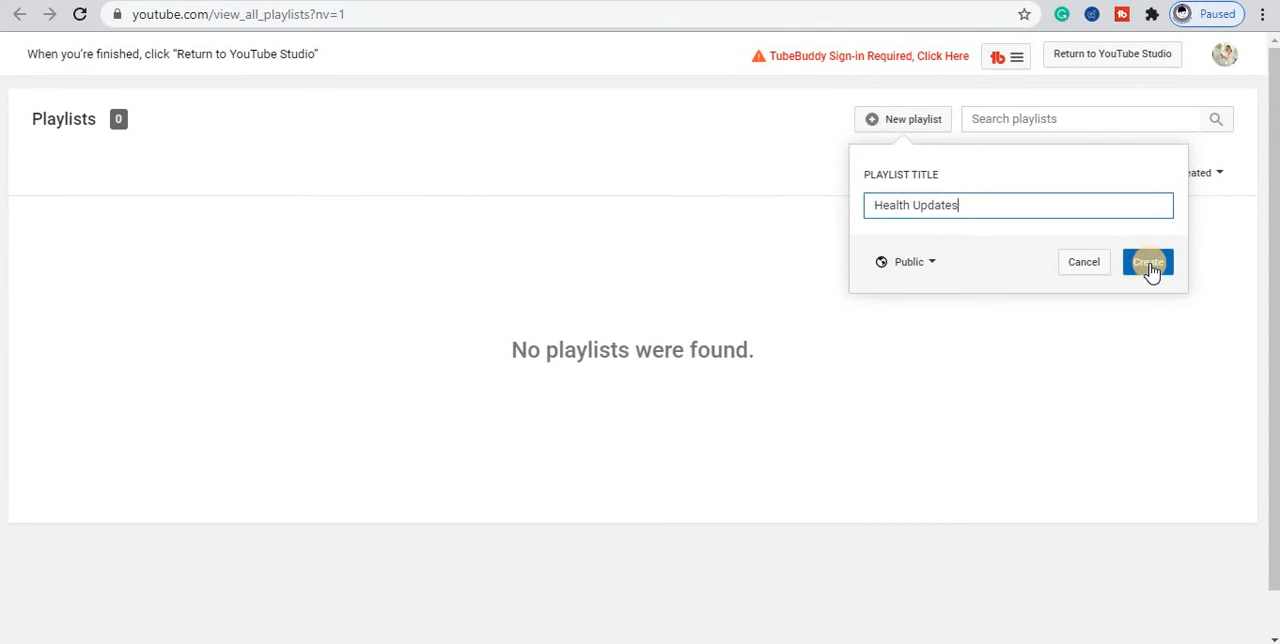 youtube.com/view_all_playlists?nv=1
Paused
When you're finished, click "Return to YouTube Studio"
TubeBuddy Sign-in Required, Click Here
Return to YouTube Studio
Playlists 0
New playlist
Search playlists
eated
PLAYLIST TITLE
Health Updates
Public
Cancel
Create
No playlists were found.